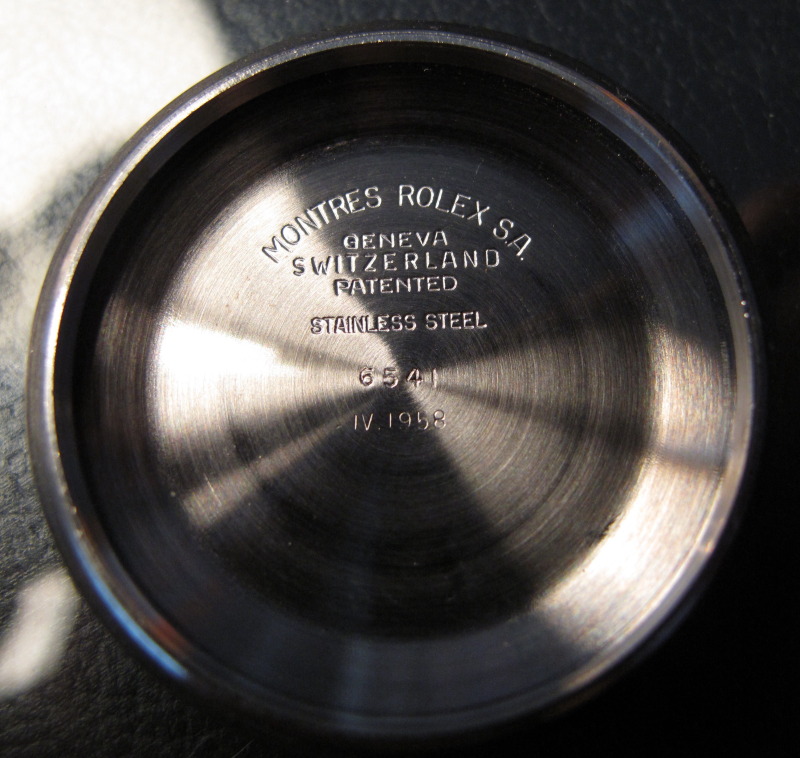 MONTRES ROLEX S.A.
GENEVA
SWITZERLAND
PATENTED
STAINLESS STEEL
6541
IV.1958